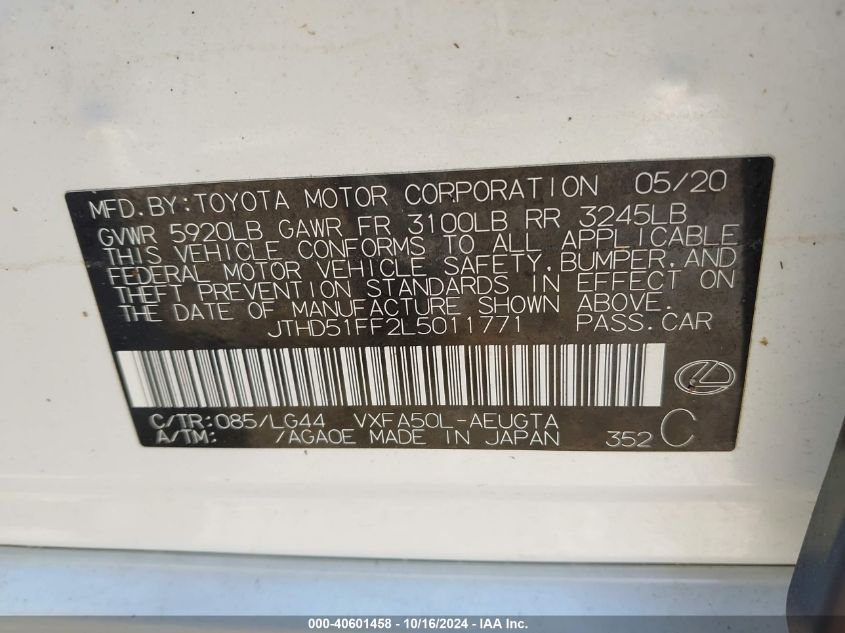 MFD.BY:TOYOTA MOTOR CORPORATION 05/20
GVWR 5920LB GAWR FR 3100LB RR 3245LB
THIS VEHICLE CONFORMS TO ALL APPLICABLE
FEDERAL MOTOR VEHICLE SAFETY,BUMPER,AND
THEFT PREVENTION STANDARDS IN EFFECT ON
THE DATE OF MANUFACTURE SHOWN ABOVE.
JTHD51FF2L5011771 PASS.CAR
C/TR:085/LG44 VXFA50L-AEUGTA
A/TM: /AGA0E MADE IN JAPAN 352 C
000-40601458 - 10/16/2024 - IAA Inc.